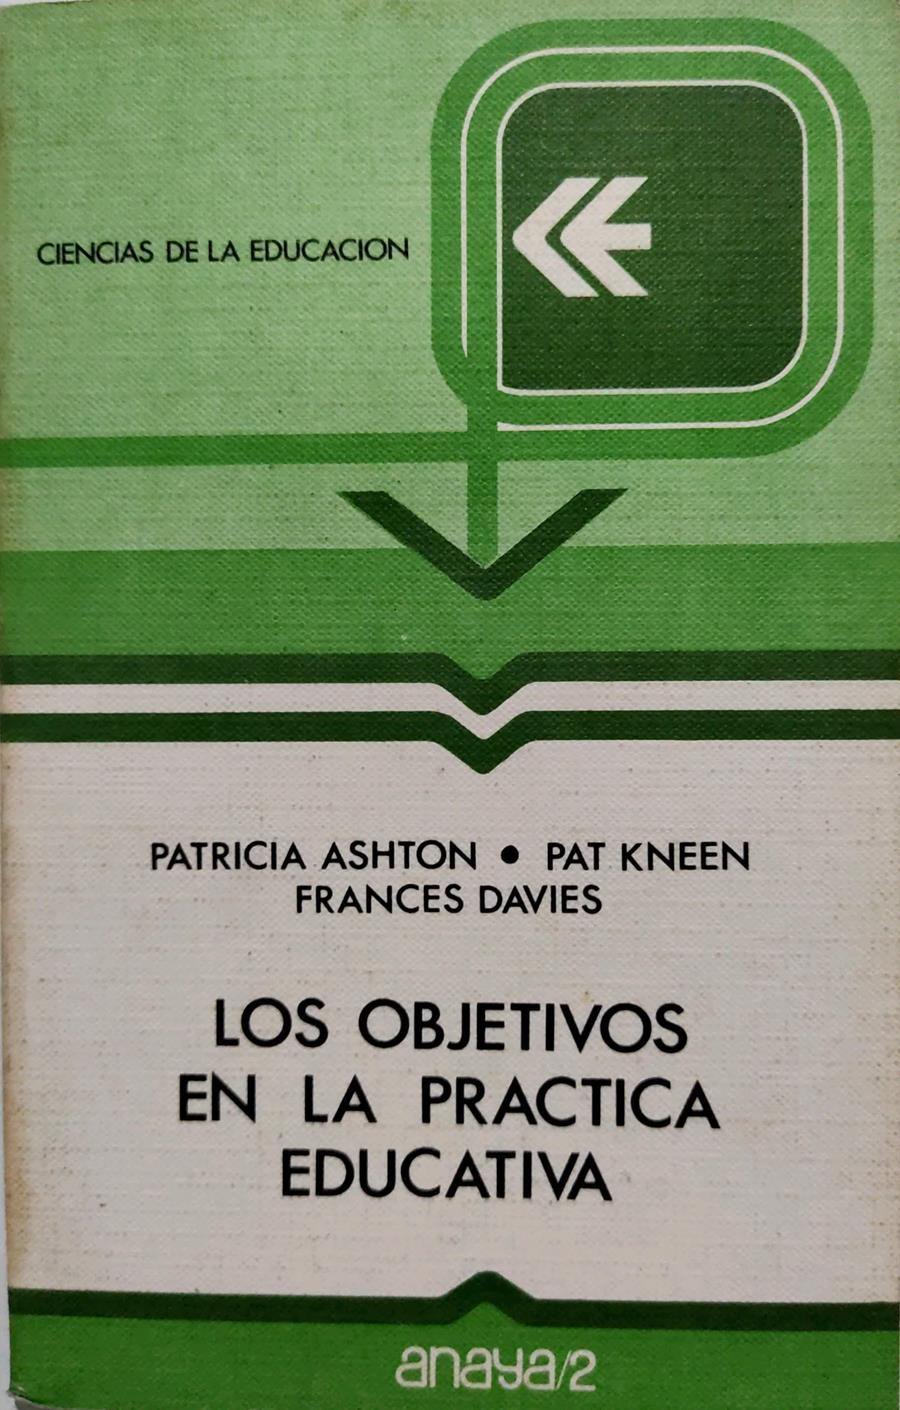 CIENCIAS DE LA EDUCACION
PATRICIA ASHTON ● PAT KNEEN
FRANCES DAVIES
LOS OBJETIVOS
EN LA PRACTICA
EDUCATIVA
anaya/2